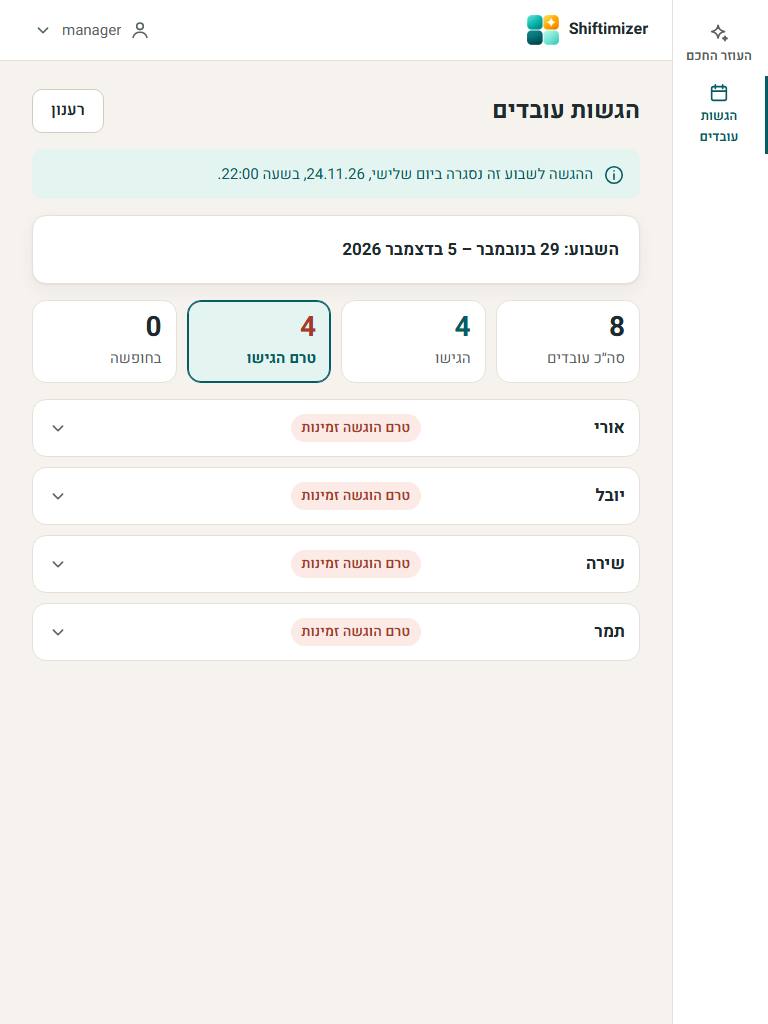 העוזר החכם
הגשות
עובדים
Shiftimizer
manager
הגשות עובדים
רענון
ההגשה לשבוע זה נסגרה ביום שלישי, 24.11.26, בשעה 22:00.
השבוע: 29 בנובמבר – 5 בדצמבר 2026
8
סה"כ עובדים
4
הגישו
4
טרם הגישו
0
בחופשה
אורי
טרם הוגשה זמינות
יובל
טרם הוגשה זמינות
שירה
טרם הוגשה זמינות
תמר
טרם הוגשה זמינות